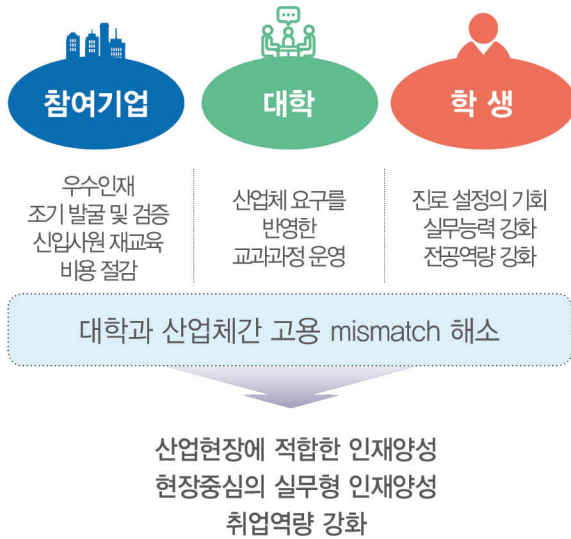 참여기업
대학
학 생
우수인재
조기 발굴 및 검증
신입사원 재교육
비용 절감
산업체 요구를
반영한
교과과정 운영
진로 설정의 기회
실무능력 강화
전공역량 강화
대학과 산업체간 고용 mismatch 해소
산업현장에 적합한 인재양성
현장중심의 실무형 인재양성
취업역량 강화